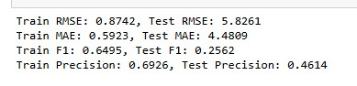 Train RMSE: 0.8742, Test RMSE: 5.8261
Train MAE: 0.5923, Test MAE: 4.4809
Train F1: 0.6495, Test F1: 0.2562
Train Precision: 0.6926, Test Precision: 0.4614